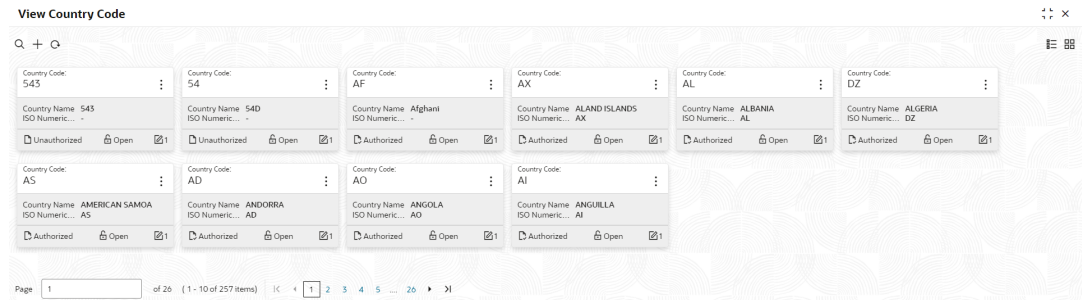 View Country Code
Country Code:
543
Country Name 543
ISO Numeric... -
Unauthorized Open 1
Country Code:
54
Country Name 54D
ISO Numeric... -
Unauthorized Open 1
Country Code:
AF
Country Name Afghani
ISO Numeric... -
Authorized Open 1
Country Code:
AX
Country Name ALAND ISLANDS
ISO Numeric... AX
Authorized Open 1
Country Code:
AL
Country Name ALBANIA
ISO Numeric... AL
Authorized Open 1
Country Code:
DZ
Country Name ALGERIA
ISO Numeric... DZ
Authorized Open 1
Country Code:
AS
Country Name AMERICAN SAMOA
ISO Numeric... AS
Authorized Open 1
Country Code:
AD
Country Name ANDORRA
ISO Numeric... AD
Authorized Open 1
Country Code:
AO
Country Name ANGOLA
ISO Numeric... AO
Authorized Open 1
Country Code:
AI
Country Name ANGUILLA
ISO Numeric... AI
Authorized Open 1
Page 1 of 26 (1 - 10 of 257 items) 1 2 3 4 5 .... 26